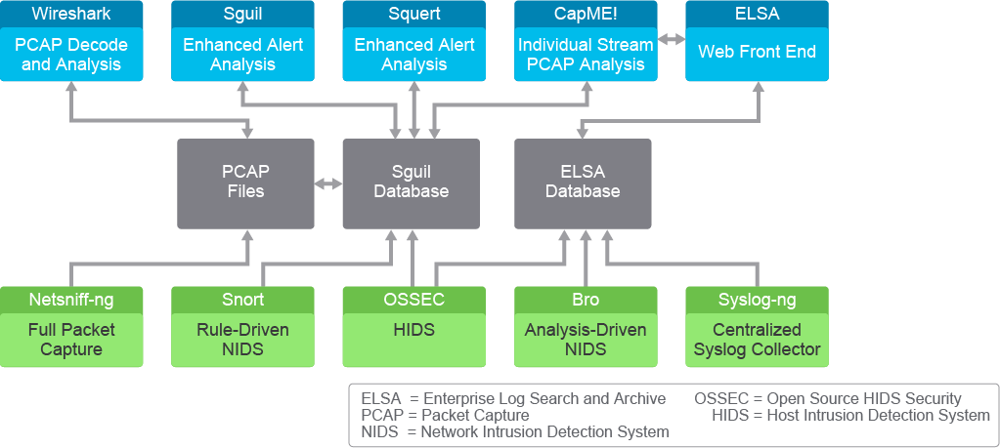 Wireshark
PCAP Decode
and Analysis
Sguil
Enhanced Alert
Analysis
Squert
Enhanced Alert
Analysis
CapME!
Individual Stream
PCAP Analysis
ELSA
Web Front End
PCAP
Files
Sguil
Database
ELSA
Database
Netsniff-ng
Full Packet
Capture
Snort
Rule-Driven
NIDS
OSSEC
HIDS
Bro
Analysis-Driven
NIDS
Syslog-ng
Centralized
Syslog Collector
ELSA = Enterprise Log Search and Archive
PCAP = Packet Capture
NIDS = Network Intrusion Detection System
OSSEC = Open Source HIDS Security
HIDS = Host Intrusion Detection System